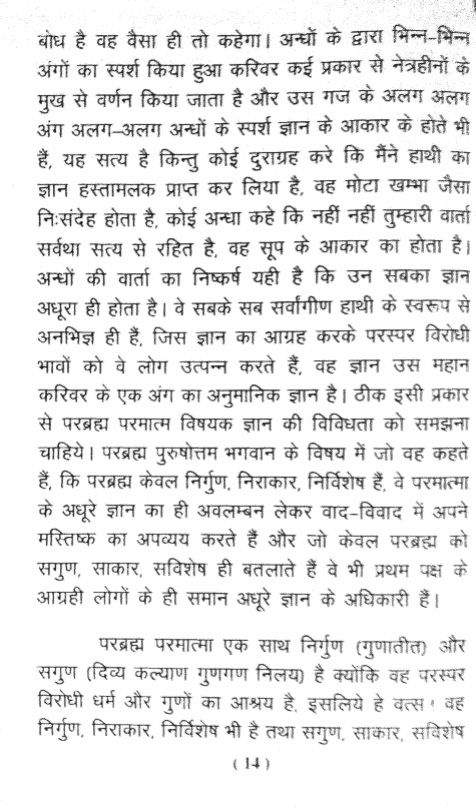 बोध है वह वैसा ही तो कहेगा। अन्धों के द्वारा भिन्न-भिन्न
अंगों का स्पर्श किया हुआ करिवर कई प्रकार से नेत्रहीनों के
मुख से वर्णन किया जाता है और उस गज के अलग अलग
अंग अलग-अलग अन्धों के स्पर्श ज्ञान के आकार के होते भी
हैं, यह सत्य है किन्तु कोई दुराग्रह करे कि मैंने हाथी का
ज्ञान हस्तामलक प्राप्त कर लिया है, वह मोटा खम्भा जैसा
निःसंदेह होता है, कोई अन्धा कहे कि नहीं नहीं तुम्हारी वार्ता
सर्वथा सत्य से रहित है, वह सूप के आकार का होता है।
अन्धों की वार्ता का निष्कर्ष यही है कि उन सबका ज्ञान
अधूरा ही होता है। वे सबके सब सर्वांगीण हाथी के स्वरूप से
अनभिज्ञ ही हैं, जिस ज्ञान का आग्रह करके परस्पर विरोधी
भावों को वे लोग उत्पन्न करते हैं, वह ज्ञान उस महान
करिवर के एक अंग का अनुमानिक ज्ञान है। ठीक इसी प्रकार
से परब्रह्म परमात्म विषयक ज्ञान की विविधता को समझना
चाहिये। परब्रह्म पुरुषोत्तम भगवान के विषय में जो वह कहते
हैं, कि परब्रह्म केवल निर्गुण, निराकार, निर्विशेष हैं, वे परमात्मा
के अधूरे ज्ञान का ही अवलम्बन लेकर वाद-विवाद में अपने
मस्तिष्क का अपव्यय करते हैं और जो केवल परब्रह्म को
सगुण, साकार, सविशेष ही बतलाते हैं वे भी प्रथम पक्ष के
आग्रही लोगों के ही समान अधूरे ज्ञान के अधिकारी हैं।
परब्रह्म परमात्मा एक साथ निर्गुण (गुणातीत) और
सगुण (दिव्य कल्याण गुणगण निलय) है क्योंकि वह परस्पर
विरोधी धर्म और गुणों का आश्रय है, इसलिये हे वत्स ! वह
निर्गुण, निराकार, निर्विशेष भी है तथा सगुण, साकार, सविशेष
(14)